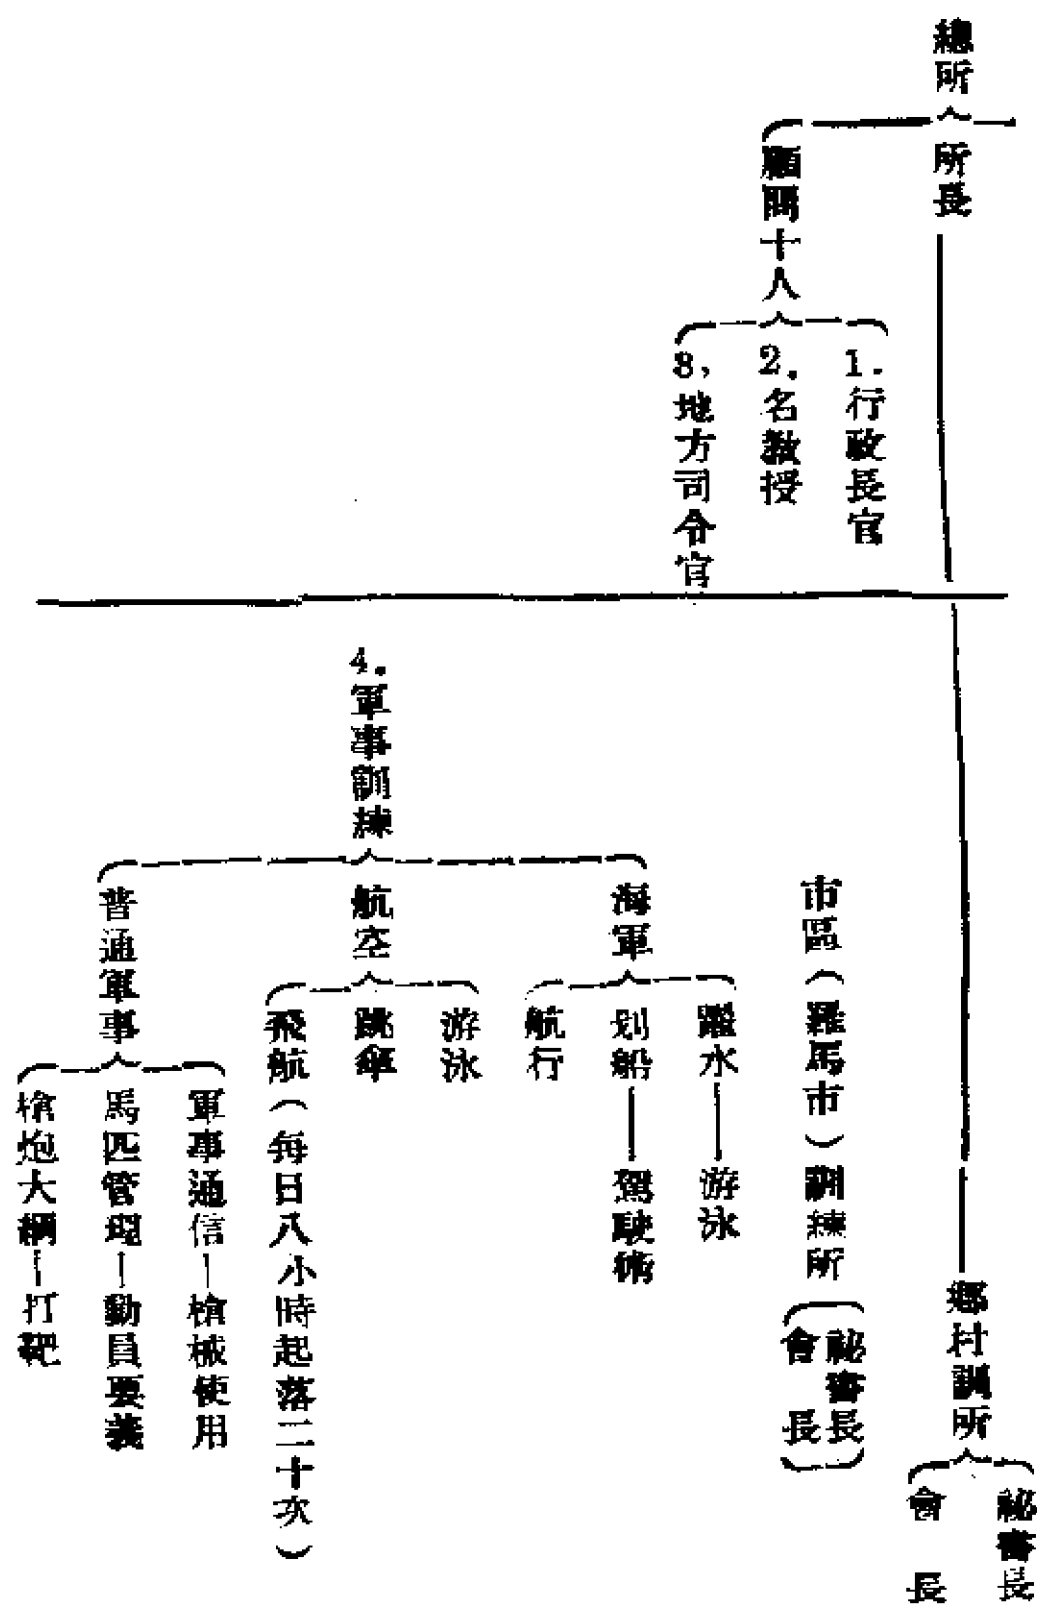 總所
所長
顧問十人
1.行政長官
2.名教授
3,地方司令官
鄉村訓所
祕書長
會 長
市區(羅馬市)訓練所
祕書長
會 長
4.軍事訓練
海軍
躍水——游泳
划船——駕駛術
航行
航空
游泳
跳傘
飛航(每日八小時起落二十次)
普通軍事
軍事通信—槍械使用
馬匹管理—動員要義
槍炮大綱—打靶